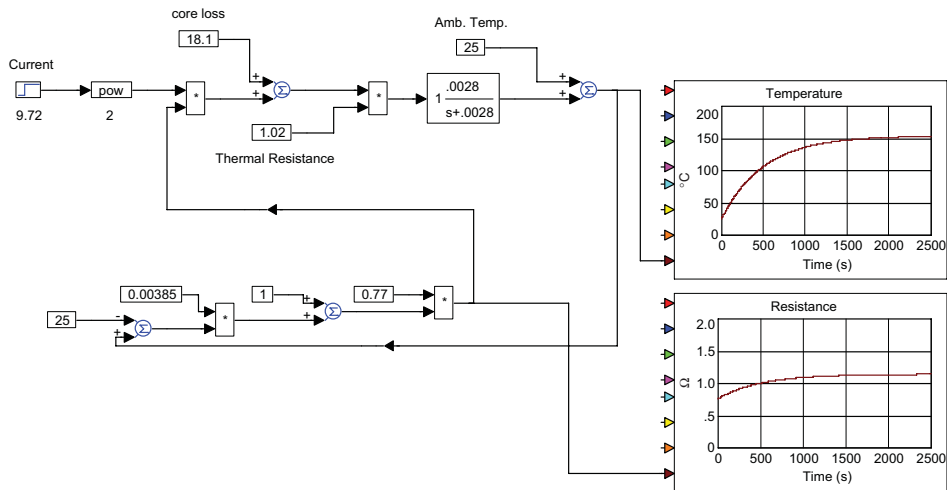 core loss
18.1
Amb. Temp.
25
Current
9.72
pow
2
*
+
+
Σ
*
1.02
Thermal Resistance
1 .0028
s+.0028
+
+
Σ
Temperature
200
150
100
50
0
°C
0 500 1000 1500 2000 2500
Time (s)
0.00385
1
0.77
25
-
+
Σ
*
+
+
Σ
*
Resistance
2.0
1.5
1.0
.5
0
Ω
0 500 1000 1500 2000 2500
Time (s)